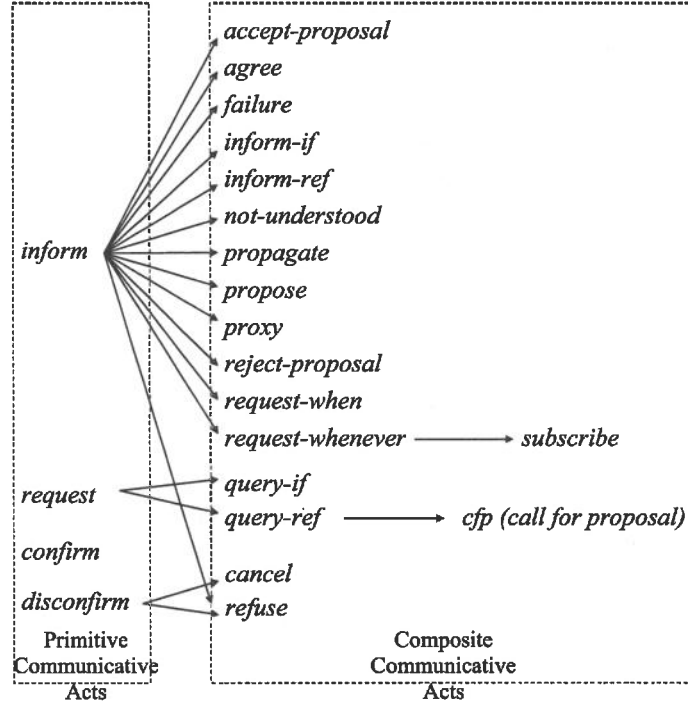 accept-proposal
agree
failure
inform-if
inform-ref
not-understood
inform
propagate
propose
proxy
reject-proposal
request-when
request-whenever subscribe
query-if
request
query-ref cfp (call for proposal)
confirm
cancel
disconfirm
refuse
Primitive
Communicative
Acts
Composite
Communicative
Acts